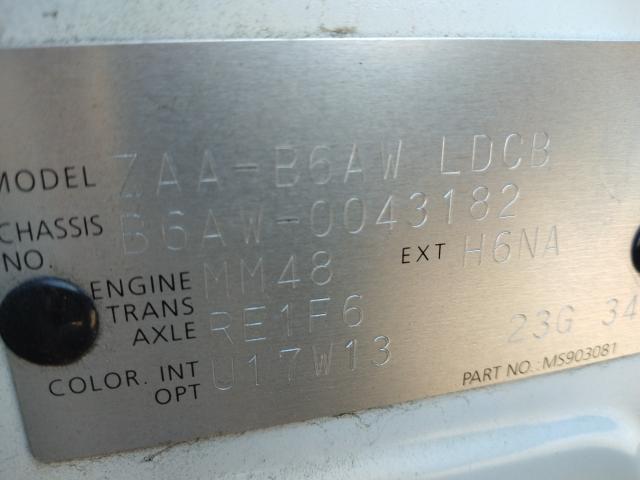 MODEL ZAA-B6AW LDCB
CHASSIS NO. B6AW-0043182
ENGINE MM48 EXT H6NA
TRANS AXLE RE1F6
COLOR. INT OPT U17W13 23G 34
PART NO.: MS903081